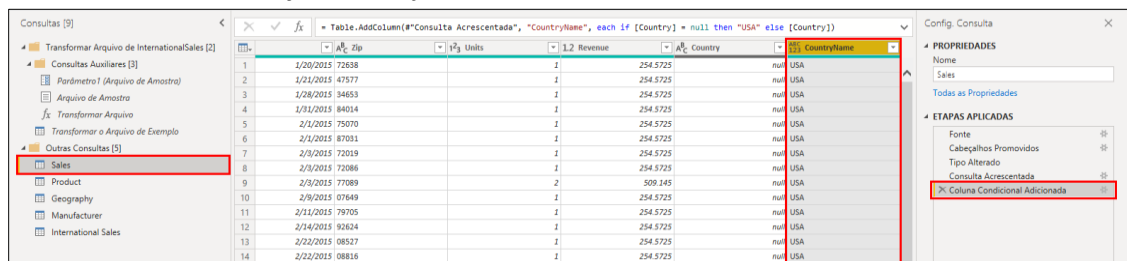 Consultas [9]
= Table.AddColumn(#"Consulta Acrescentada", "CountryName", each if [Country] = null then "USA" else [Country])
Config. Consulta
Transformar Arquivo de InternationalSales [2]
Consultas Auxiliares [3]
Parâmetro1 (Arquivo de Amostra)
Arquivo de Amostra
fx Transformar Arquivo
Transformar o Arquivo de Exemplo
Outras Consultas [5]
Sales
Product
Geography
Manufacturer
International Sales
ABC Zip 123 Units 1.2 Revenue ABC Country ABC 123 CountryName
1 1/20/2015 72638 1 254.5725 null USA
2 1/21/2015 47577 1 254.5725 null USA
3 1/28/2015 34653 1 254.5725 null USA
4 1/31/2015 84014 1 254.5725 null USA
5 2/1/2015 75070 1 254.5725 null USA
6 2/1/2015 87031 1 254.5725 null USA
7 2/3/2015 72019 1 254.5725 null USA
8 2/3/2015 72086 1 254.5725 null USA
9 2/3/2015 77089 2 509.145 null USA
10 2/9/2015 07649 1 254.5725 null USA
11 2/11/2015 79705 1 254.5725 null USA
12 2/14/2015 92624 1 254.5725 null USA
13 2/22/2015 08527 1 254.5725 null USA
14 2/22/2015 08816 1 254.5725 null USA
PROPRIEDADES
Nome
Sales
Todas as Propriedades
ETAPAS APLICADAS
Fonte
Cabeçalhos Promovidos
Tipo Alterado
Consulta Acrescentada
Coluna Condicional Adicionada